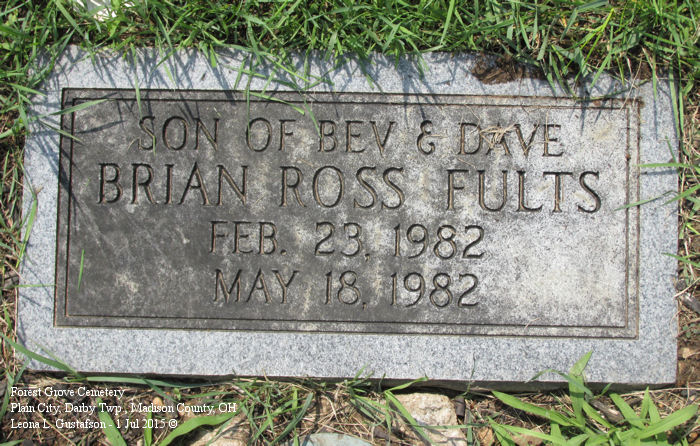 SON OF BEV & DAVE
BRIAN ROSS FULTS
FEB. 23, 1982
MAY 18, 1982
Forest Grove Cemetery
Plain City, Darby Twp., Madison County, OH
Leona L. Gustafson - 1 Jul 2015 ©